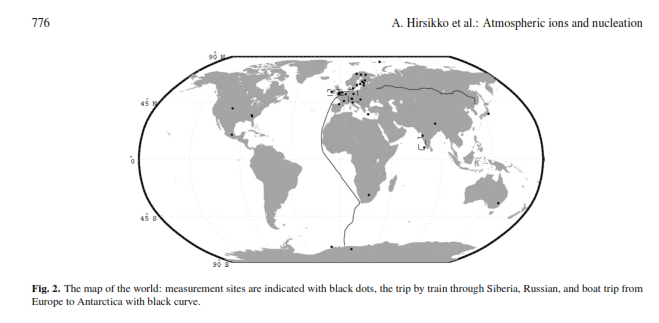 776
A. Hirsikko et al.: Atmospheric ions and nucleation
90 N
45 N
0
45 S
90 S
Fig. 2. The map of the world: measurement sites are indicated with black dots, the trip by train through Siberia, Russian, and boat trip from
Europe to Antarctica with black curve.